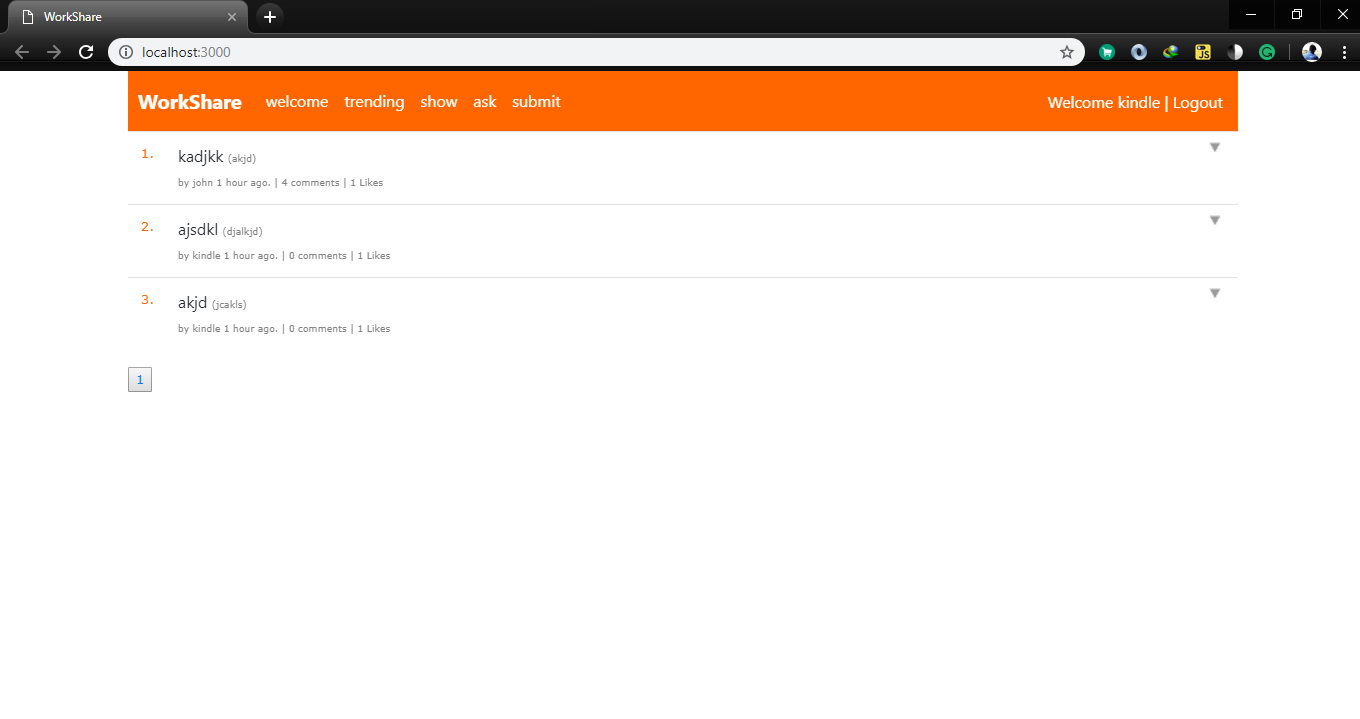 WorkShare
localhost:3000
JS
WorkShare welcome trending show ask submit Welcome kindle | Logout
1. kadjkk (akjd)
by john 1 hour ago. | 4 comments | 1 Likes
2. ajsdkl (djalkjd)
by kindle 1 hour ago. | 0 comments | 1 Likes
3. akjd (jcakls)
by kindle 1 hour ago. | 0 comments | 1 Likes
1